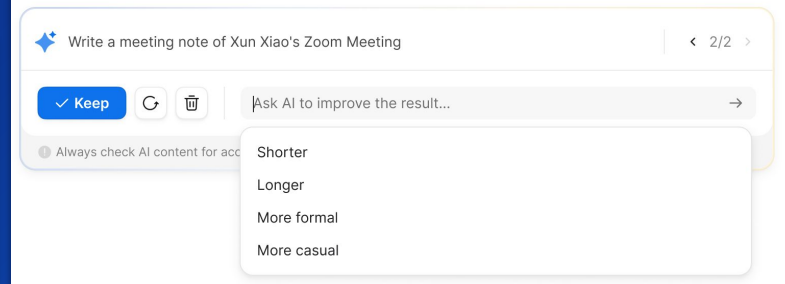 Write a meeting note of Xun Xiao's Zoom Meeting
2/2
Keep
Ask AI to improve the result...
Always check AI content for acc
Shorter
Longer
More formal
More casual